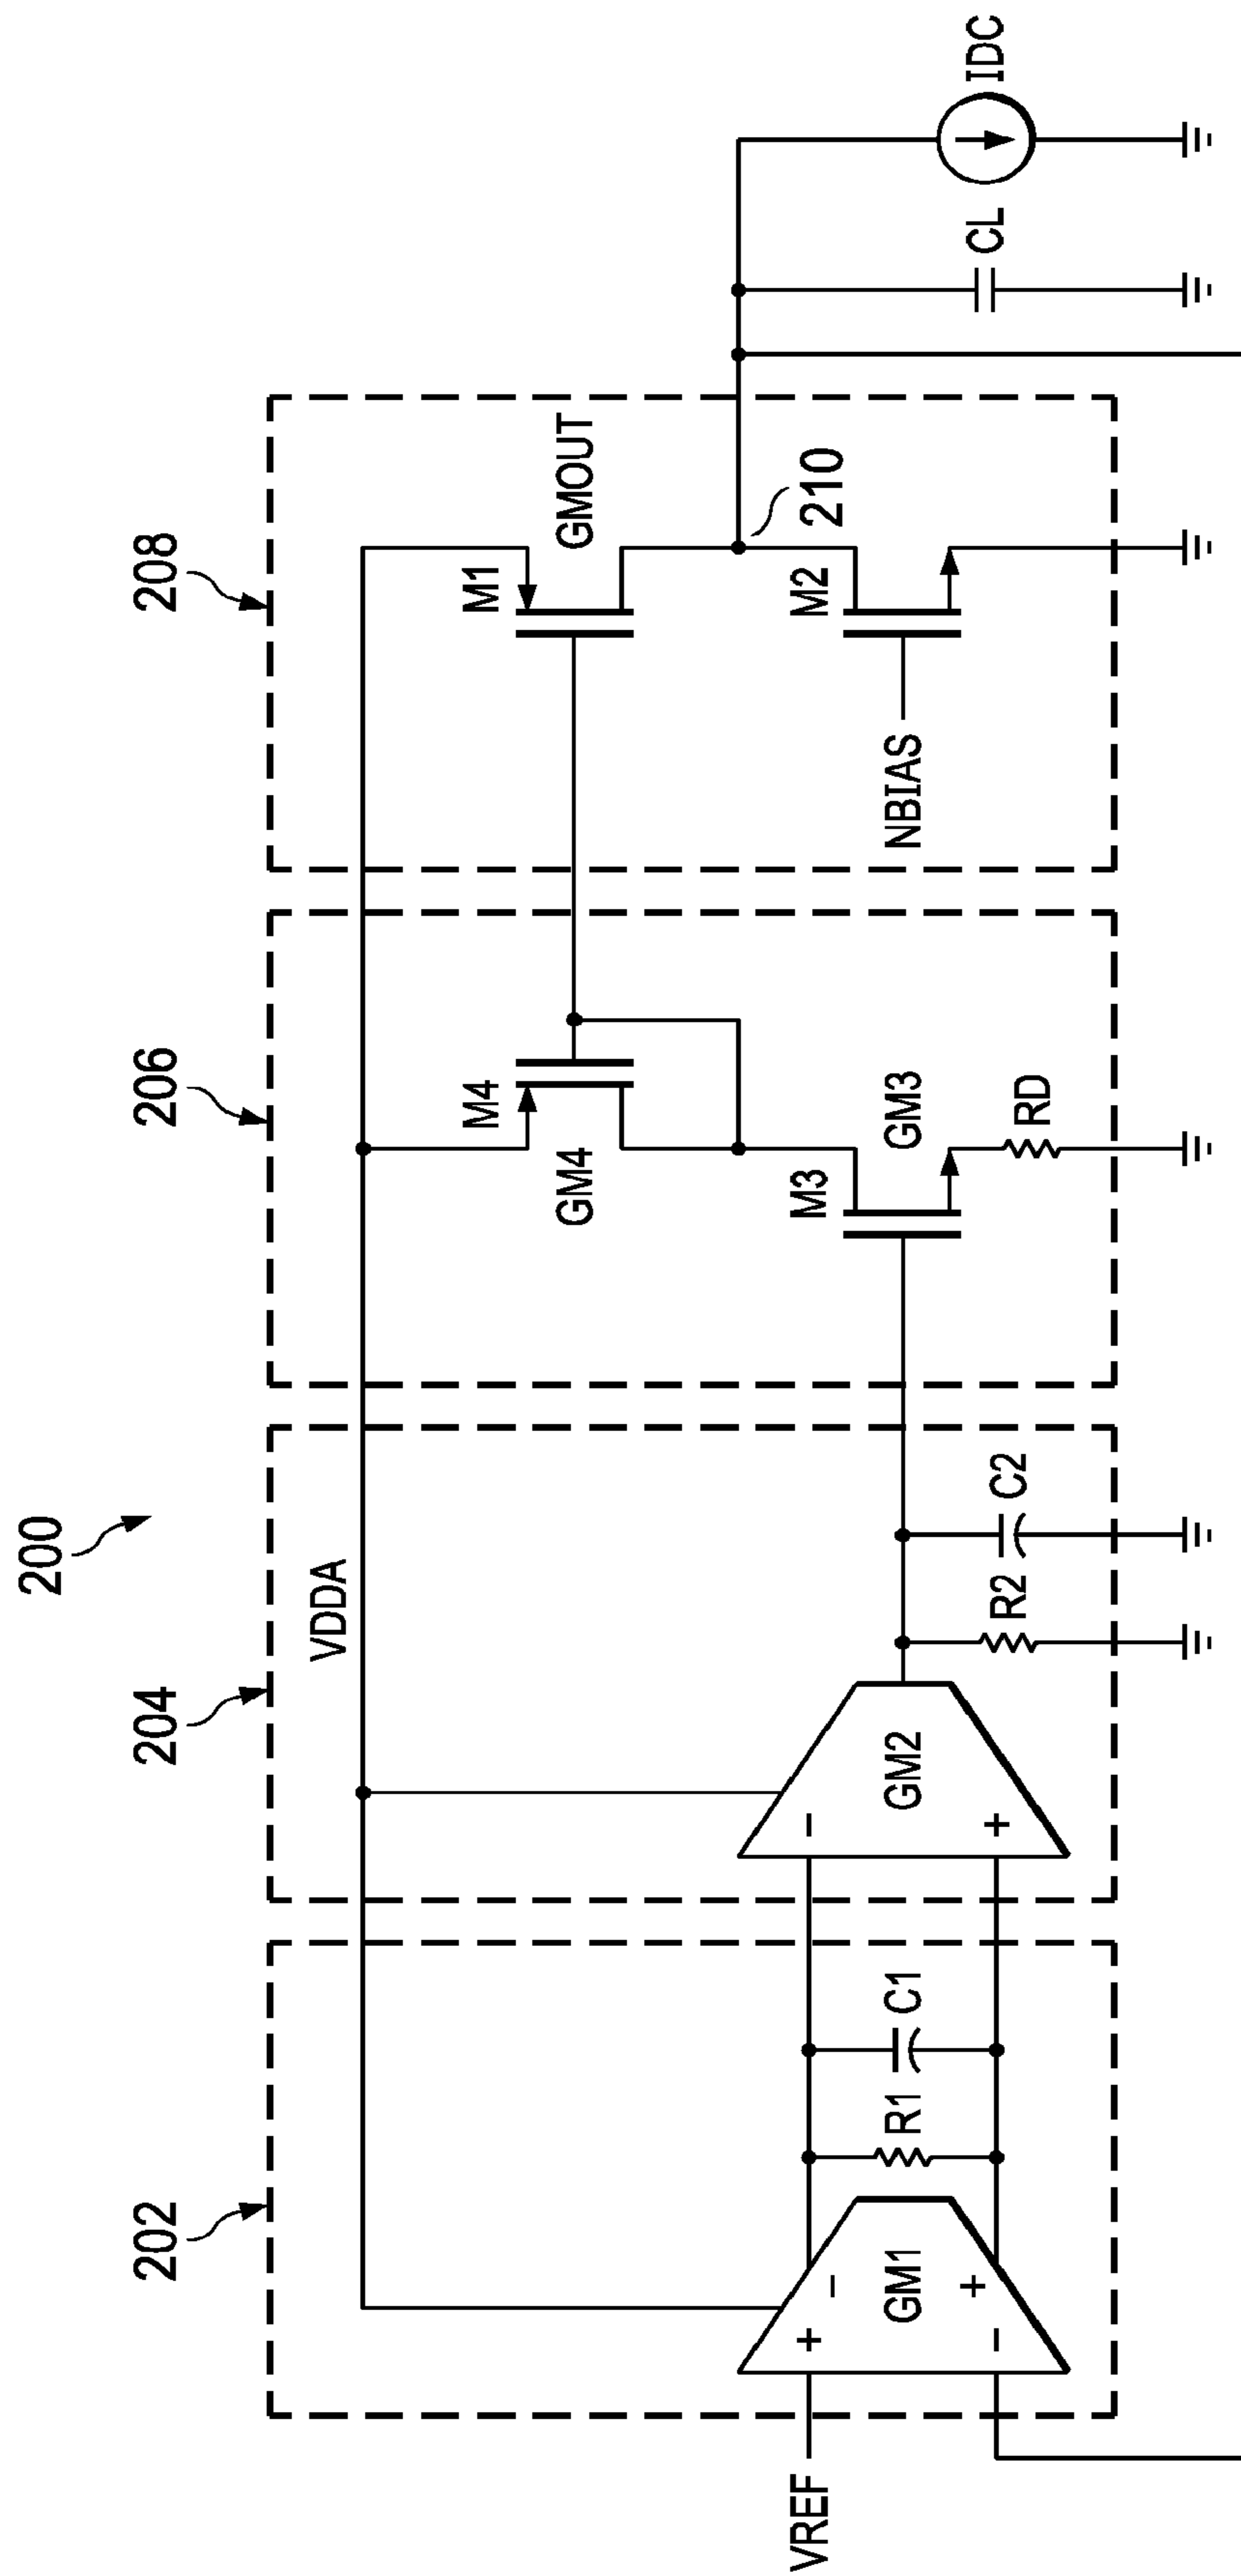 200
202
204
206
208
VDDA
VREF
+
-
GM1
-
+
R1
C1
-
GM2
+
R2
C2
M4
GM4
M3
GM3
RD
M1
GMOUT
210
M2
NBIAS
CL
IDC